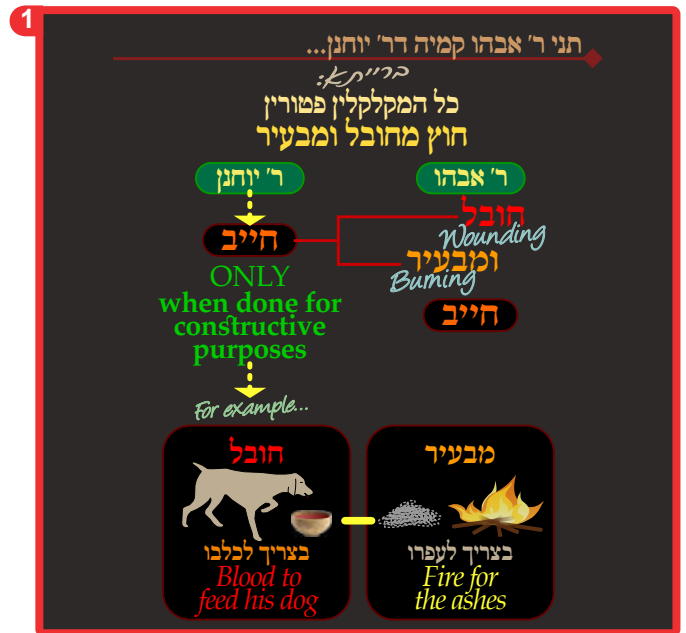 1
תני ר' אבהו קמיה דר' יוחנן...
ברייתא:
כל המקלקלין פטורין
חוץ מחובל ומבעיר
ר' אבהו
ר' יוחנן
חובל
Wounding
ומבעיר
Burning
חייב
חייב
ONLY
when done for
constructive
purposes
For example...
חובל
בצריך לכלבו
Blood to
feed his dog
מבעיר
בצריך לעפרו
Fire for
the ashes